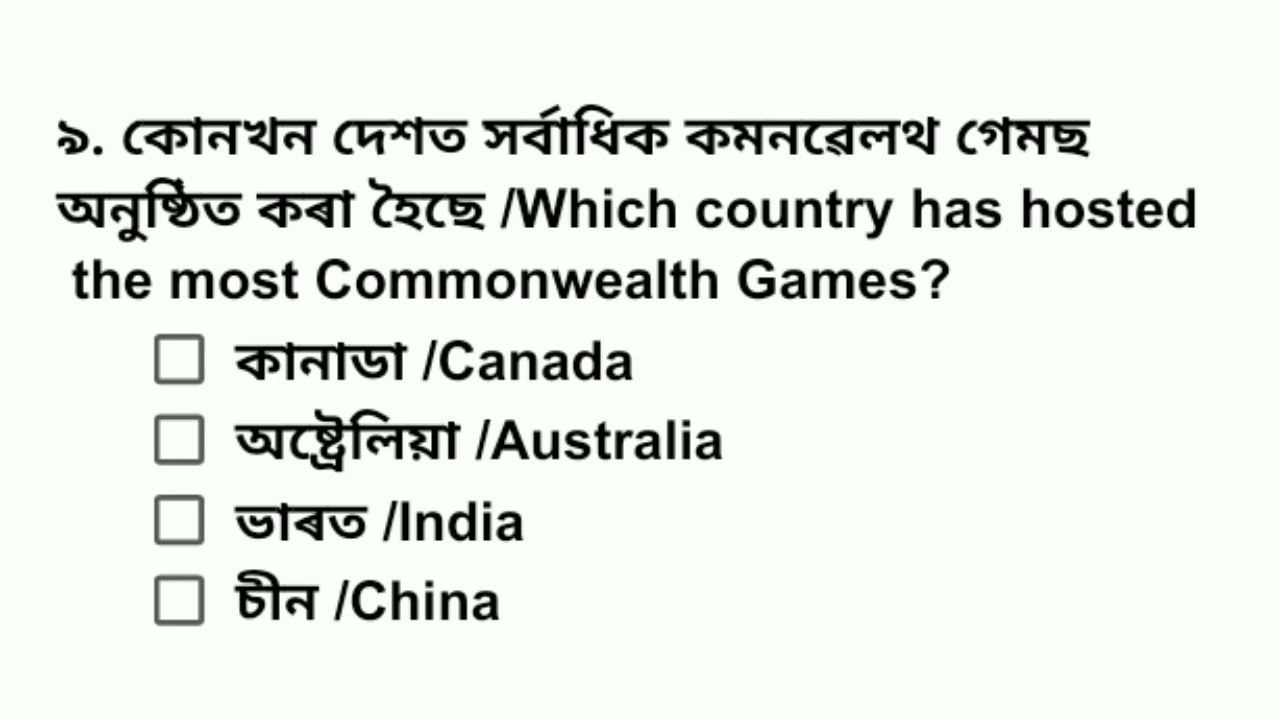 ৯. কোনখন দেশত সৰ্বাধিক কমনৱেলথ গেমছ
অনুষ্ঠিত কৰা হৈছে /Which country has hosted
the most Commonwealth Games?
কানাডা /Canada
অষ্ট্ৰেলিয়া /Australia
ভাৰত /India
চীন /China